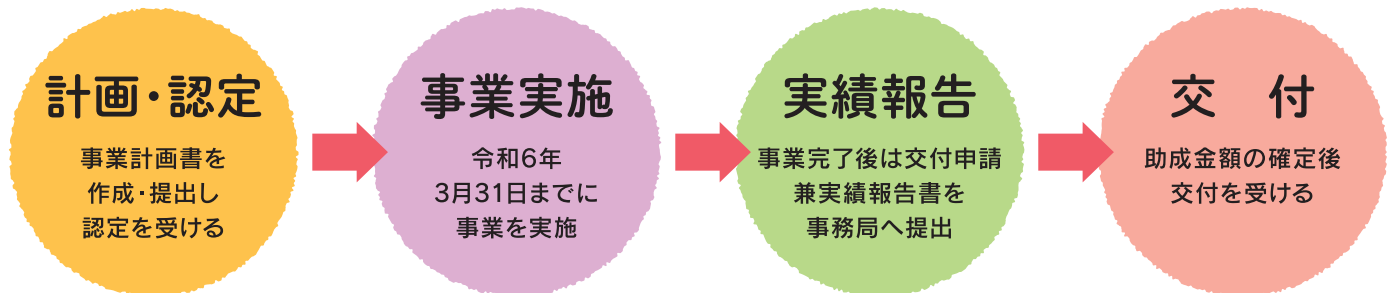 計画・認定
事業計画書を
作成・提出し
認定を受ける
事業実施
令和6年
3月31日までに
事業を実施
実績報告
事業完了後は交付申請
兼実績報告書を
事務局へ提出
交　付
助成金額の確定後
交付を受ける